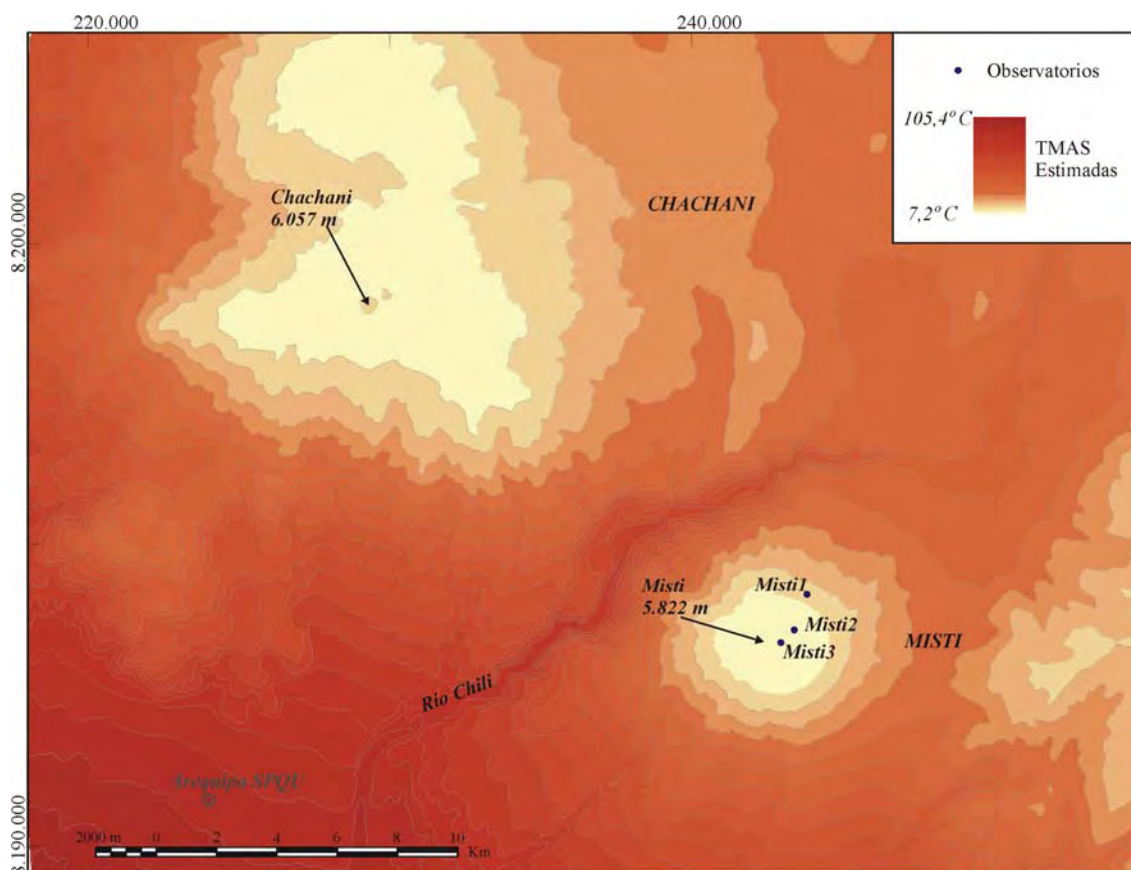 220.000
240.000
Observatorios
105,4º C
TMAS
Estimadas
7,2º C
Chachani
6.057 m
CHACHANI
8.200.000
Misti
5.822 m
Misti1
Misti2
Misti3
MISTI
Rio Chili
Arequipa SPQU
8.190.000
2000 m 0 2 4 6 8 10
Km